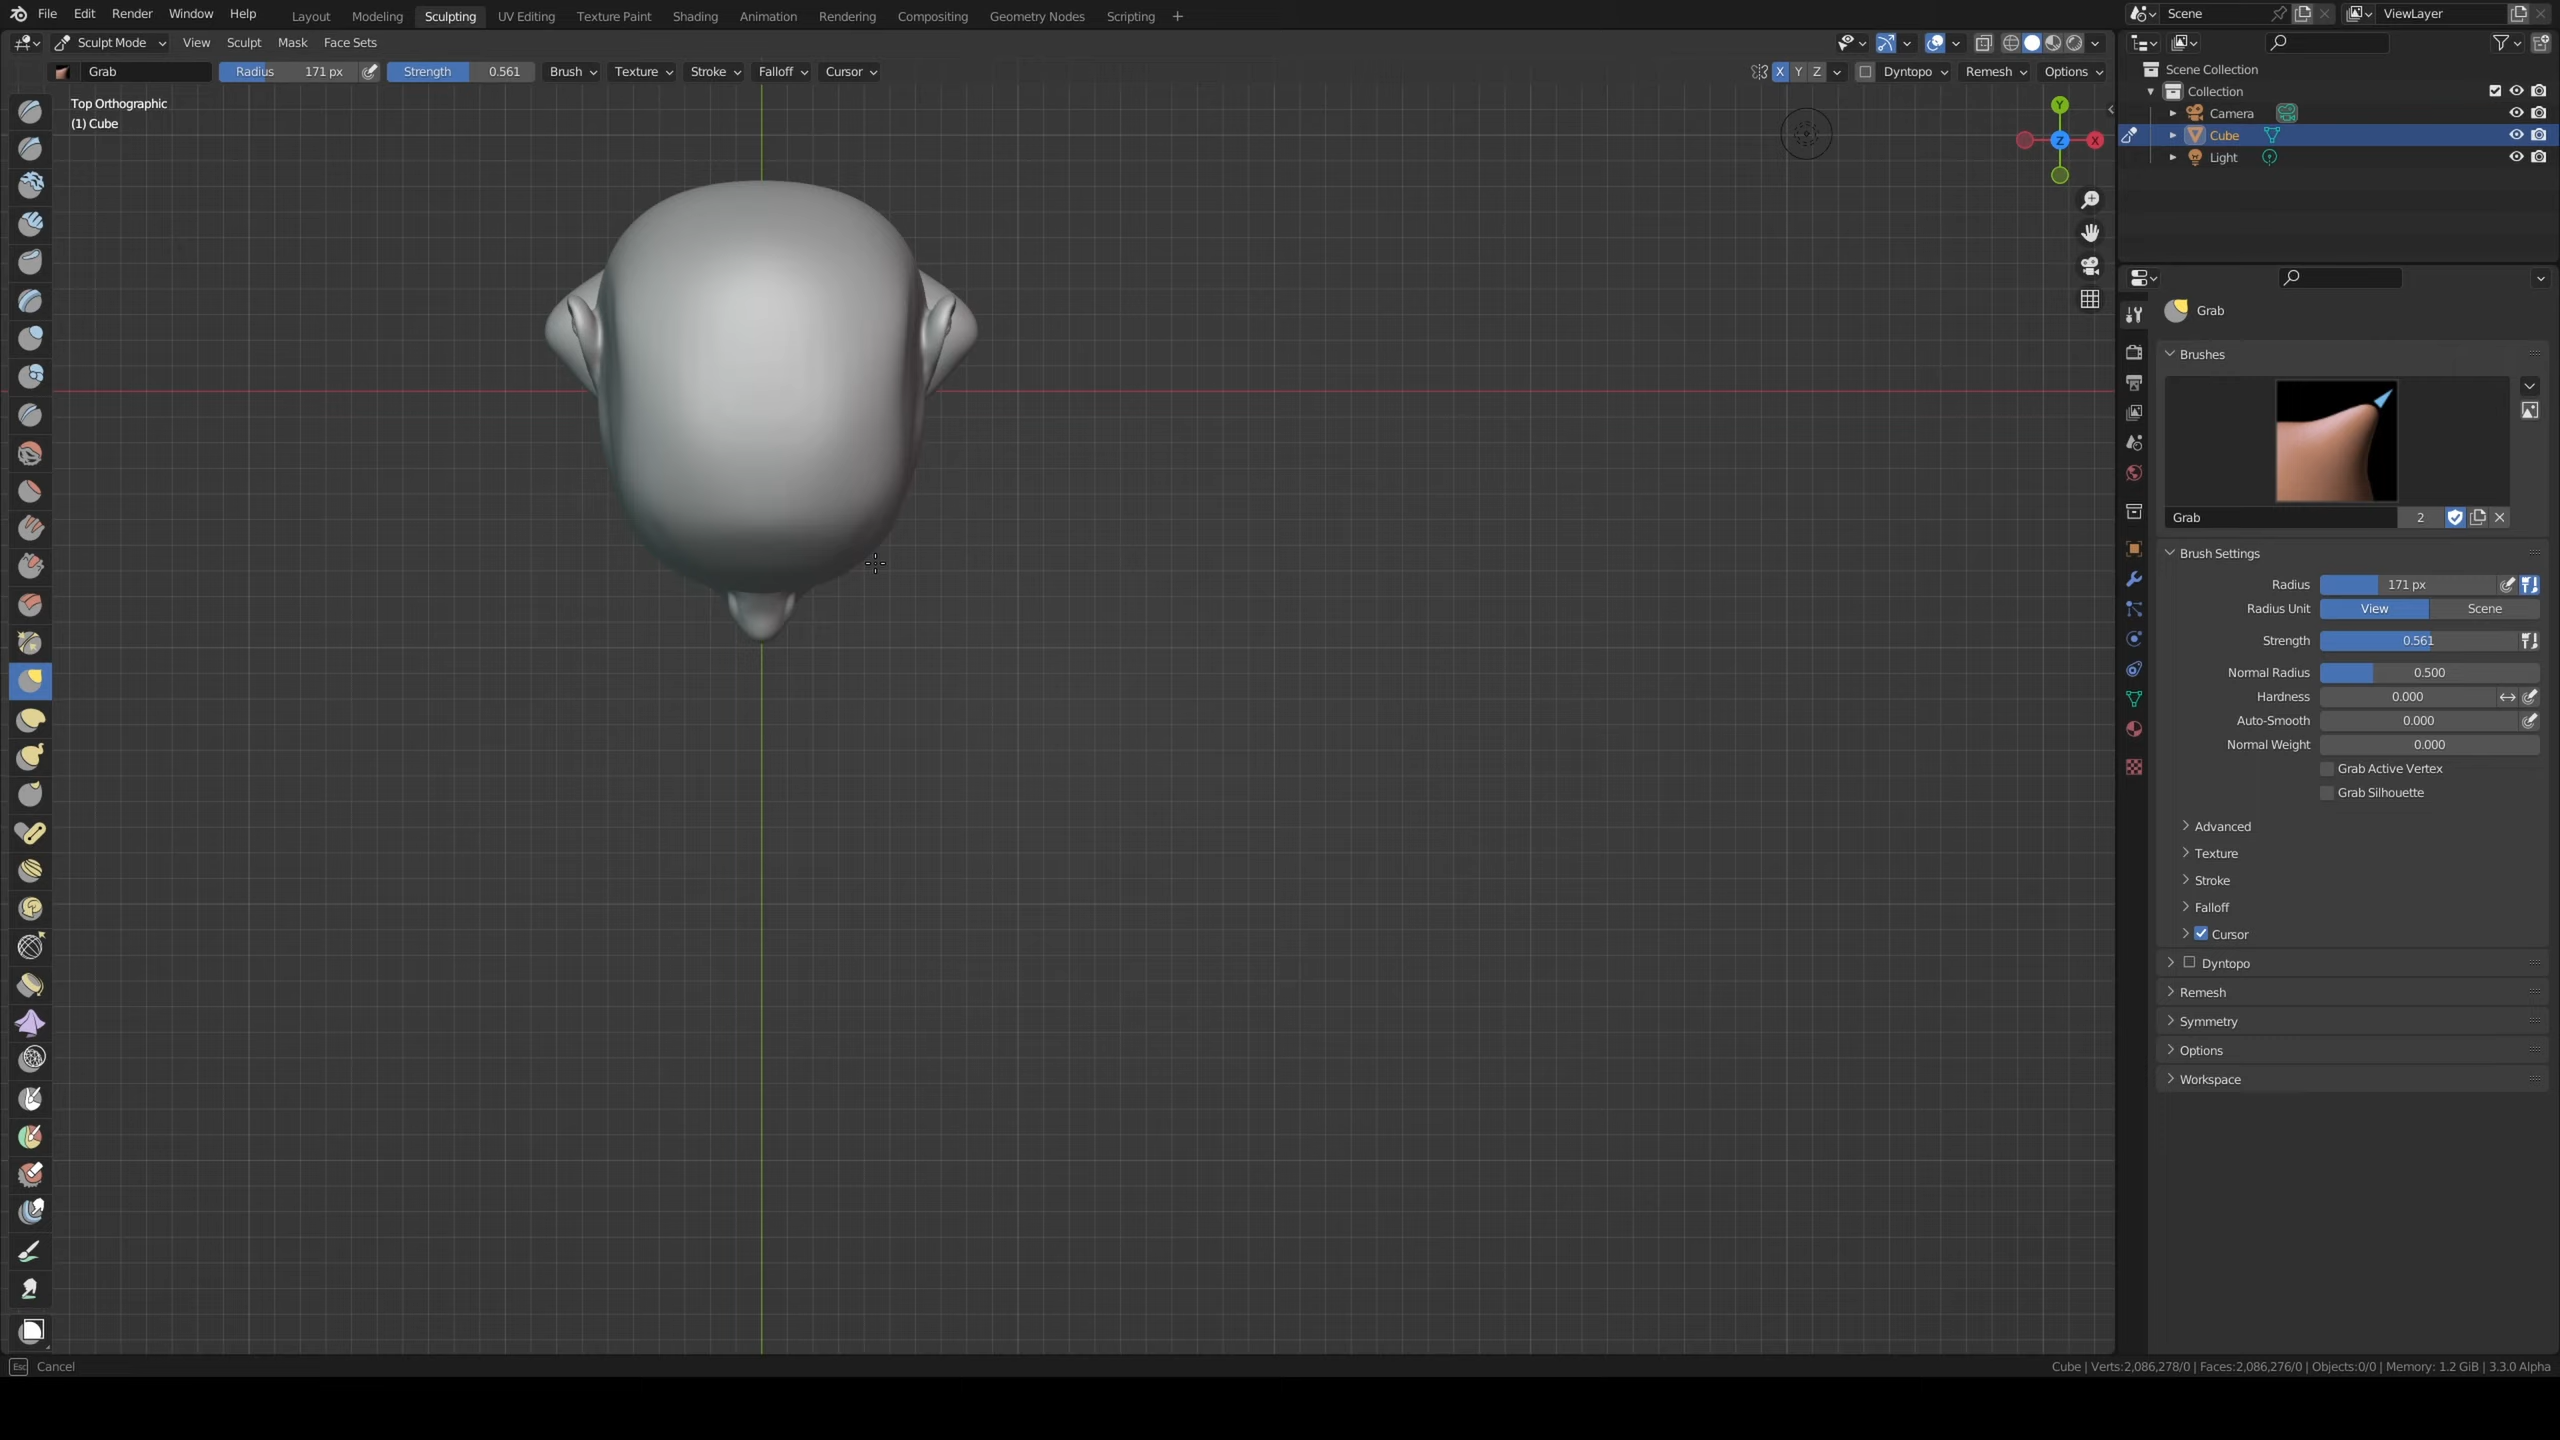 File Edit Render Window Help Layout Modeling Sculpting UV Editing Texture Paint Shading Animation Rendering Compositing Geometry Nodes Scripting + Scene ViewLayer
Sculpt Mode View Sculpt Mask Face Sets
Grab Radius 171 px Strength 0.561 Brush Texture Stroke Falloff Cursor X Y Z Dyntopo Remesh Options
Top Orthographic
(1) Cube
Y
Z
X
Scene Collection
Collection
Camera
Cube
Light
Grab
Brushes
Grab 2
Brush Settings
Radius 171 px
Radius Unit View Scene
Strength 0.561
Normal Radius 0.500
Hardness 0.000
Auto-Smooth 0.000
Normal Weight 0.000
Grab Active Vertex
Grab Silhouette
Advanced
Texture
Stroke
Falloff
Cursor
Dyntopo
Remesh
Symmetry
Options
Workspace
Esc Cancel
Cube | Verts:2,086,278/0 | Faces:2,086,276/0 | Objects:0/0 | Memory: 1.2 GiB | 3.3.0 Alpha